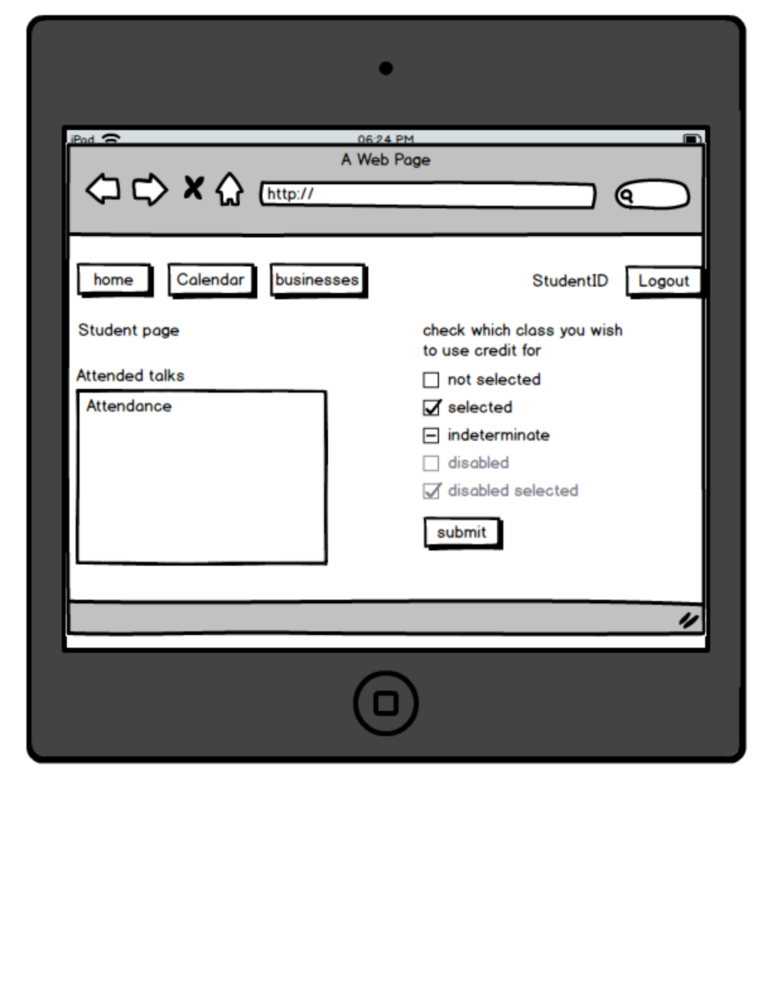 iPad 06:24 PM
A Web Page
http://
home Calendar businesses StudentID Logout
Student page
Attended talks
Attendance
check which class you wish
to use credit for
not selected
selected
indeterminate
disabled
disabled selected
submit